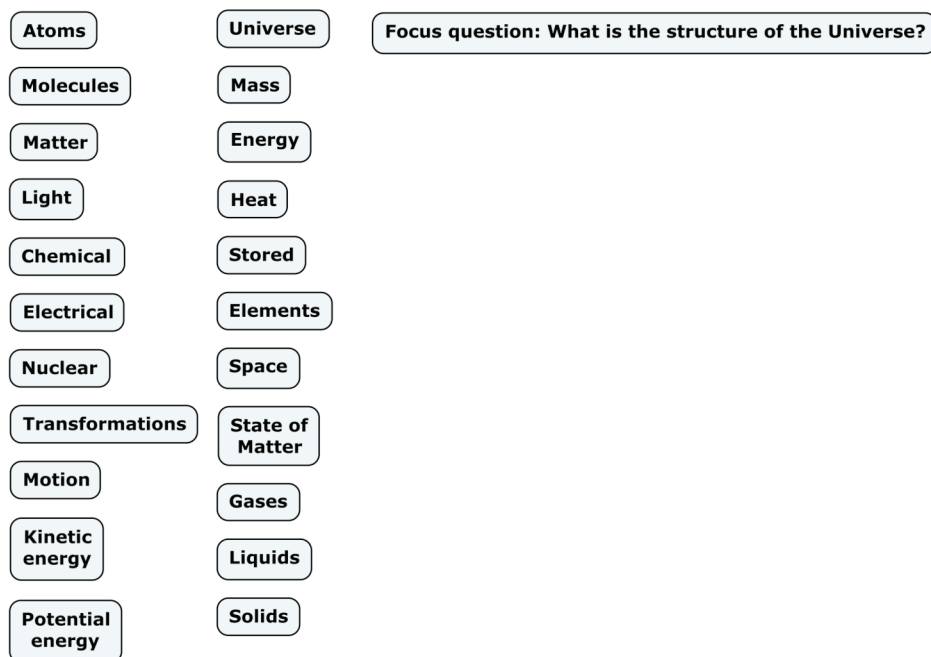 Atoms
Molecules
Matter
Light
Chemical
Electrical
Nuclear
Transformations
Motion
Kinetic
energy
Potential
energy
Universe
Mass
Energy
Heat
Stored
Elements
Space
State of
Matter
Gases
Liquids
Solids
Focus question: What is the structure of the Universe?